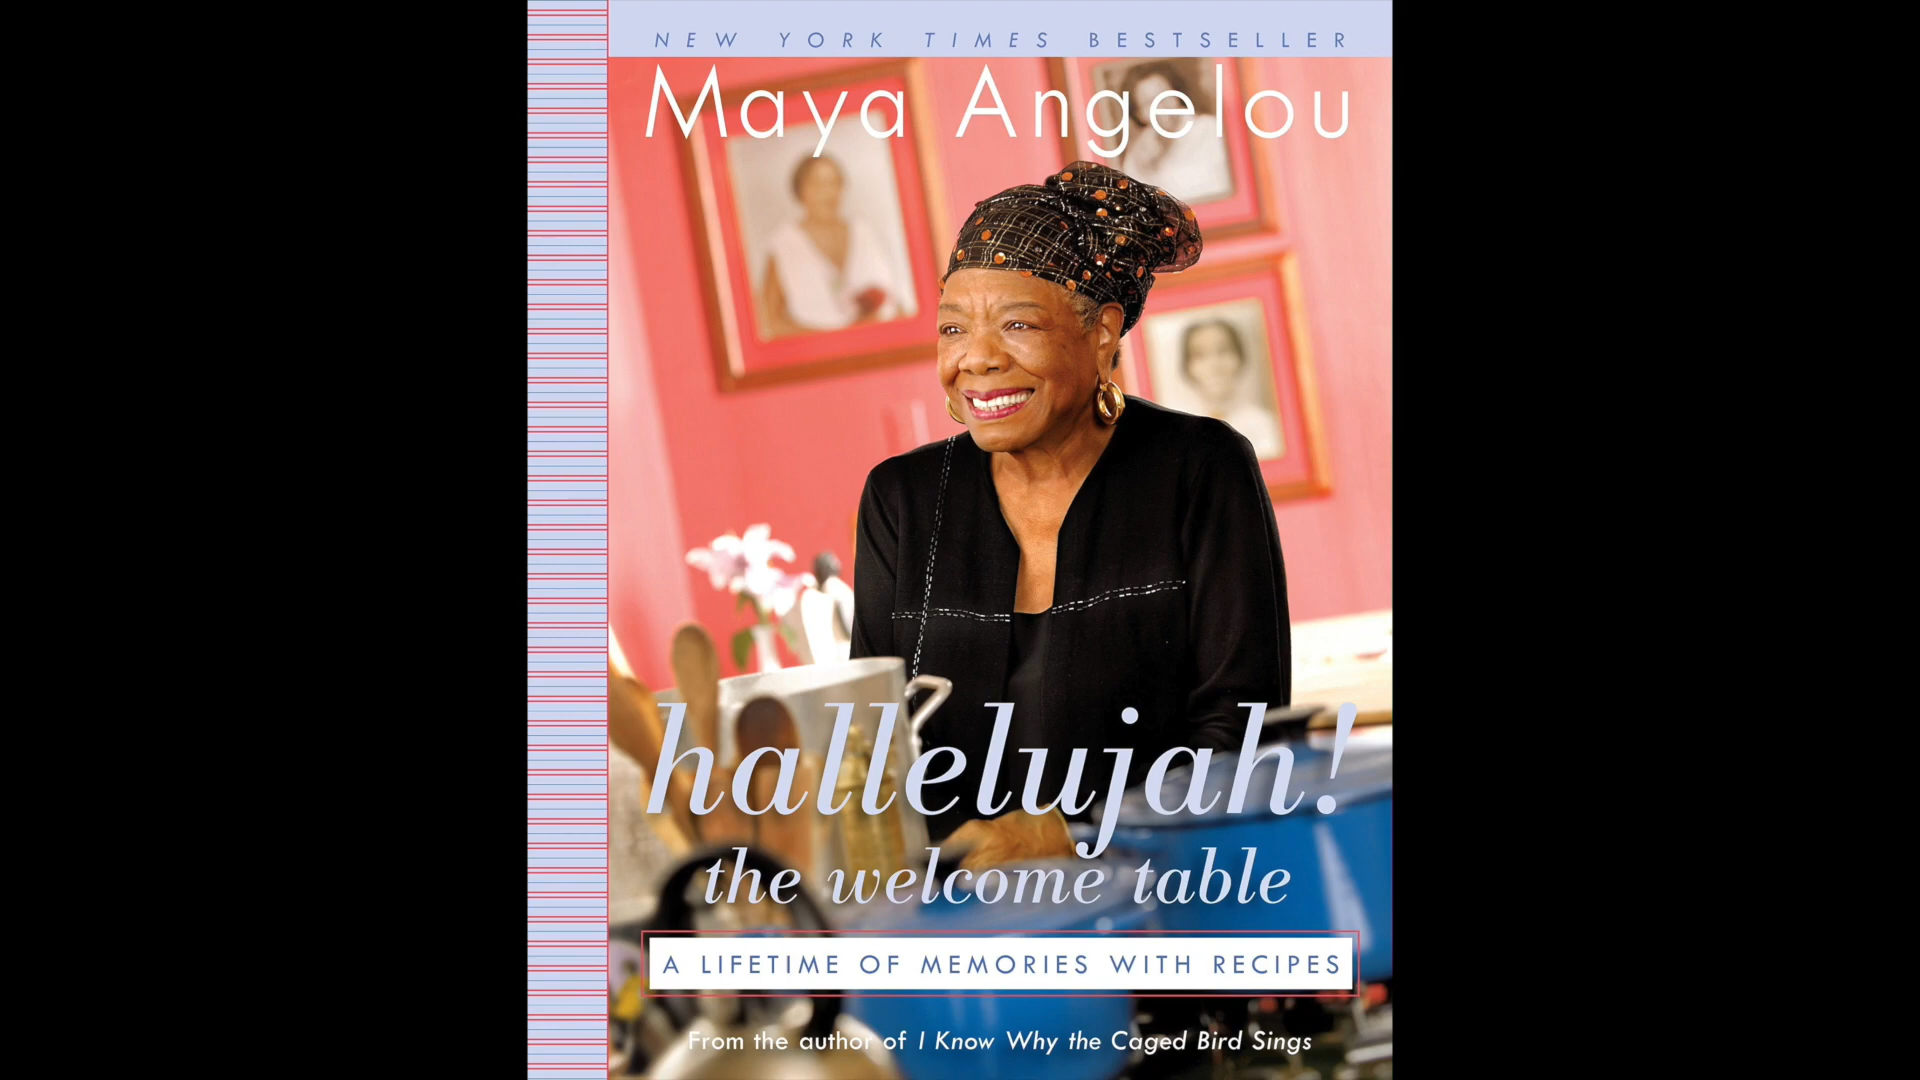 NEW YORK TIMES BESTSELLER
Maya Angelou
hallelujah!
the welcome table
A LIFETIME OF MEMORIES WITH RECIPES
From the author of I Know Why the Caged Bird Sings